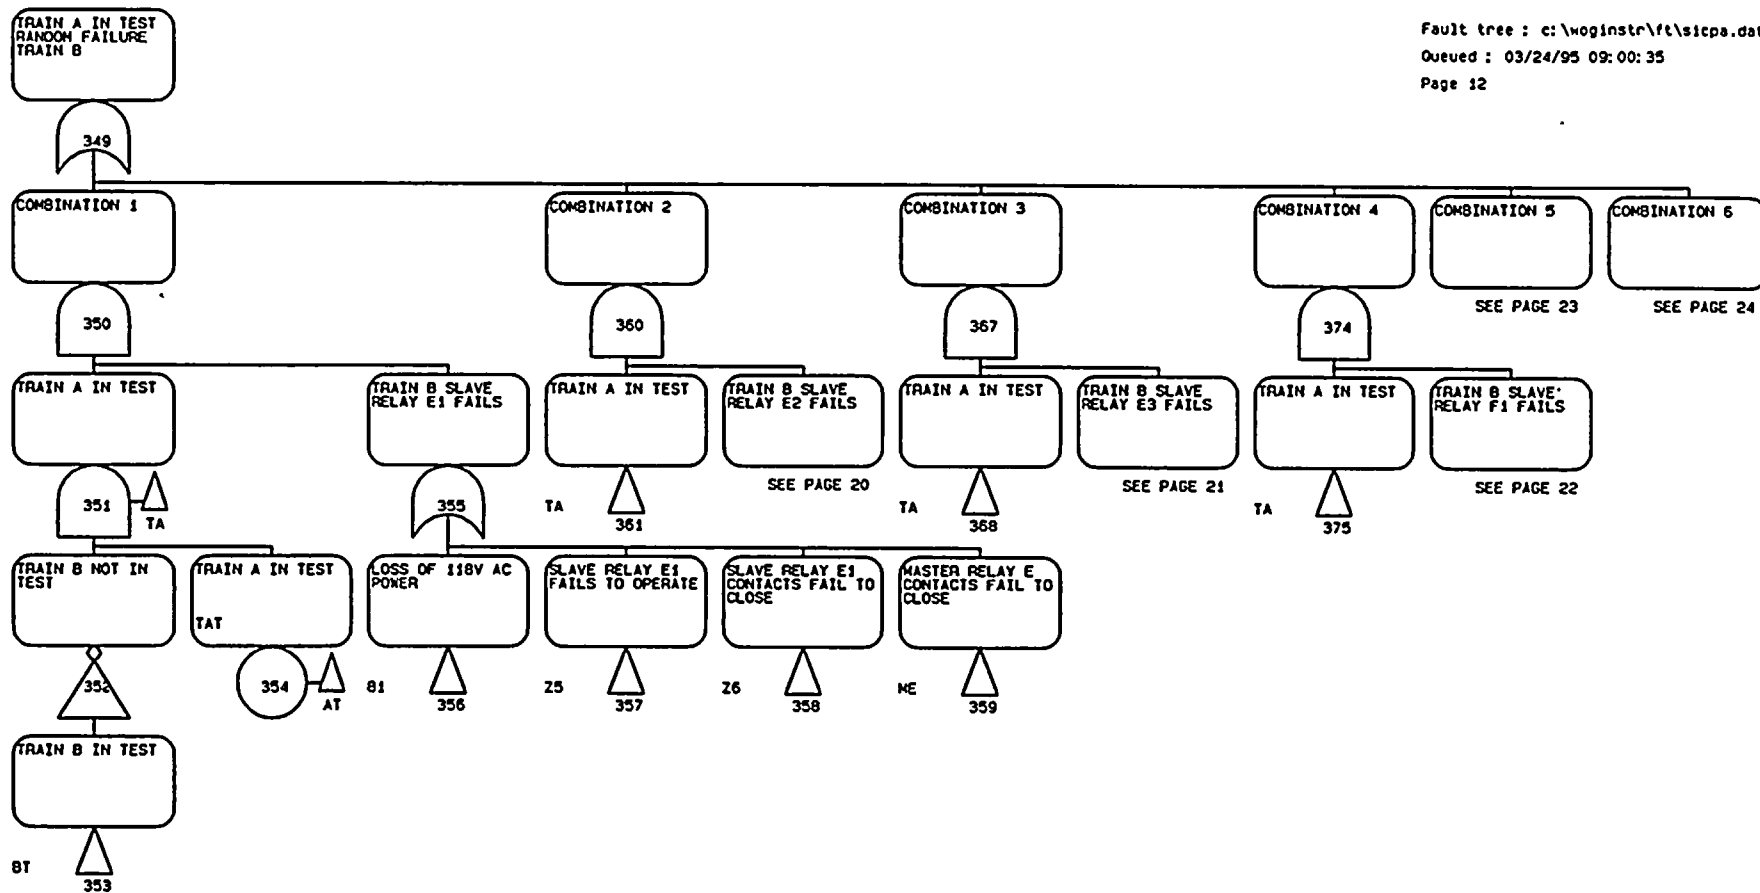 Fault tree : c:\woginstr\ft\sicpa.dat
Queued : 03/24/95 09:00:35
Page 12
TRAIN A IN TEST
RANDOM FAILURE
TRAIN B
349
COMBINATION 1
COMBINATION 2
COMBINATION 3
COMBINATION 4
COMBINATION 5
COMBINATION 6
350
360
367
374
SEE PAGE 23
SEE PAGE 24
TRAIN A IN TEST
TRAIN B SLAVE
RELAY E1 FAILS
TRAIN A IN TEST
TRAIN B SLAVE
RELAY E2 FAILS
TRAIN A IN TEST
TRAIN B SLAVE
RELAY E3 FAILS
TRAIN A IN TEST
TRAIN B SLAVE
RELAY F1 FAILS
351
TA
355
TA
361
SEE PAGE 20
TA
368
SEE PAGE 21
TA
375
SEE PAGE 22
TRAIN B NOT IN
TEST
TRAIN A IN TEST
TAT
LOSS OF 118V AC
POWER
SLAVE RELAY E1
FAILS TO OPERATE
SLAVE RELAY E1
CONTACTS FAIL TO
CLOSE
MASTER RELAY E
CONTACTS FAIL TO
CLOSE
352
354
AT
81
356
Z5
357
Z6
358
ME
359
TRAIN B IN TEST
BT
353